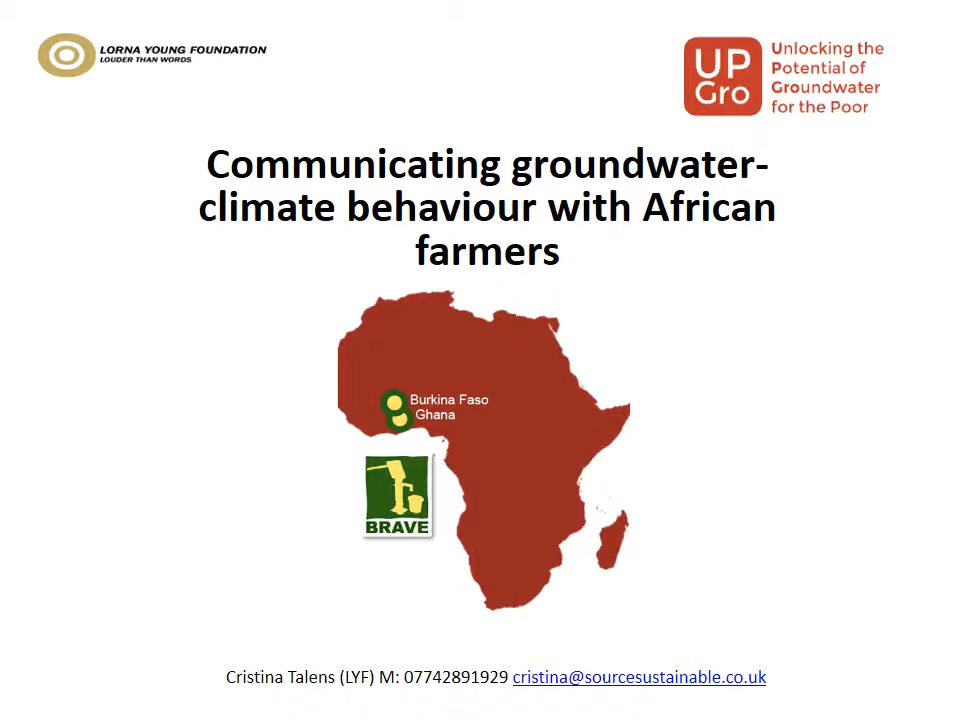 LORNA YOUNG FOUNDATION
LOUDER THAN WORDS
UP
Gro
Unlocking the
Potential of
Groundwater
for the Poor
Communicating groundwater-
climate behaviour with African
farmers
Burkina Faso
Ghana
BRAVE
Cristina Talens (LYF) M: 07742891929 cristina@sourcesustainable.co.uk